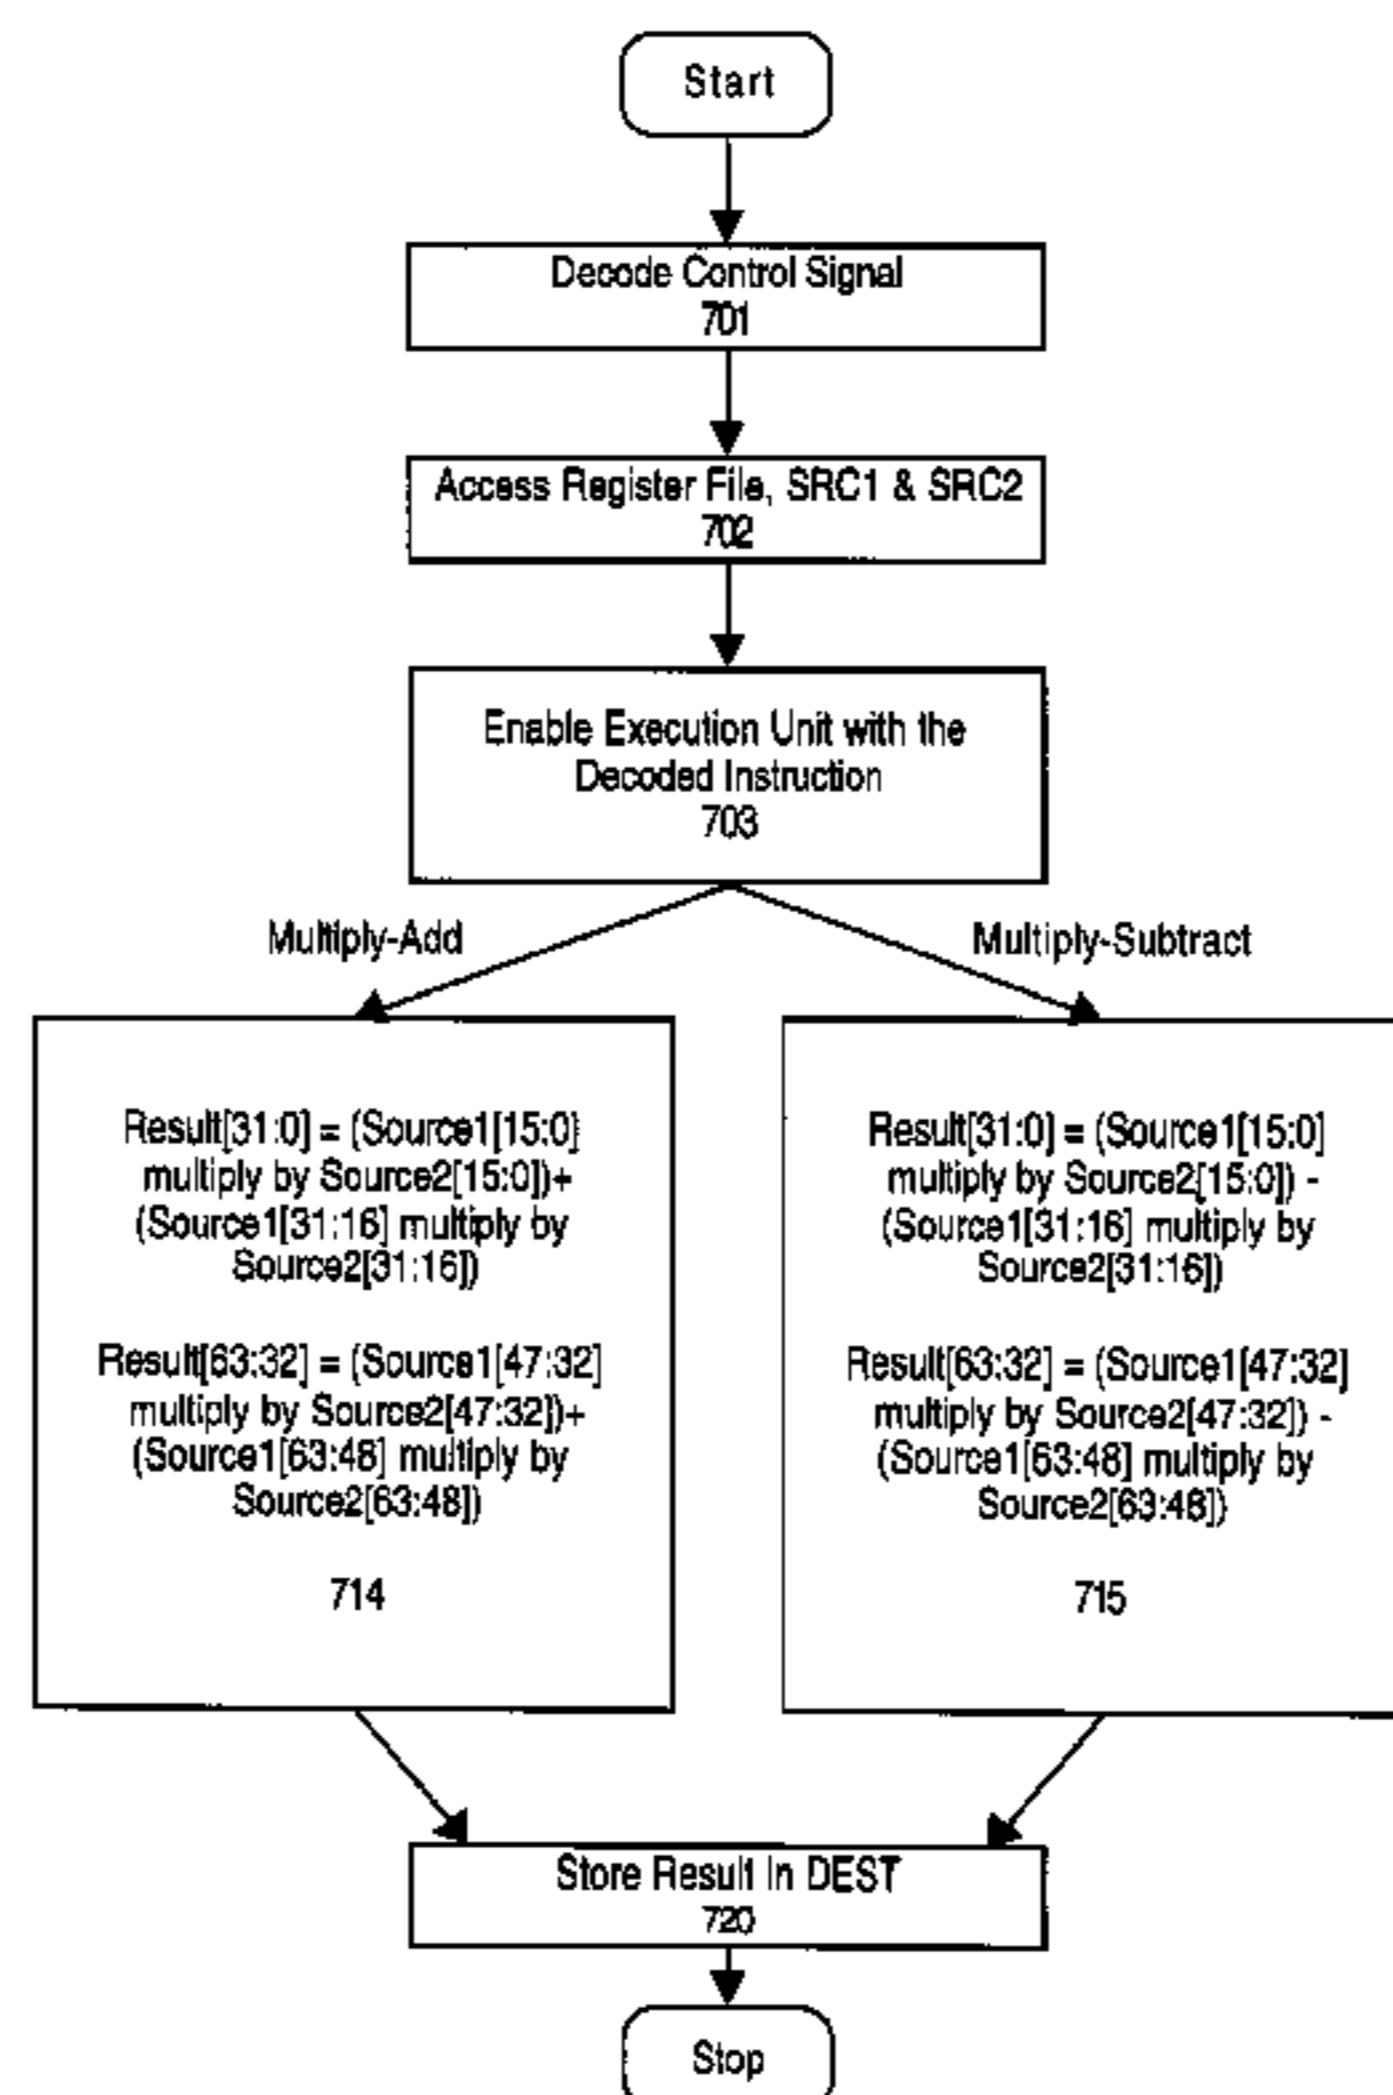 Start
Decode Control Signal
701
Access Register File, SRC1 & SRC2
702
Enable Execution Unit with the
Decoded Instruction
703
Multiply-Add
Multiply-Subtract
Result[31:0] = (Source1[15:0]
multiply by Source2[15:0])+
(Source1[31:16] multiply by
Source2[31:16])
Result[63:32] = (Source1[47:32]
multiply by Source2[47:32])+
(Source1[63:48] multiply by
Source2[63:48])
714
Result[31:0] = (Source1[15:0]
multiply by Source2[15:0]) -
(Source1[31:16] multiply by
Source2[31:16])
Result[63:32] = (Source1[47:32]
multiply by Source2[47:32]) -
(Source1[63:48] multiply by
Source2[63:48])
715
Store Result in DEST
720
Stop